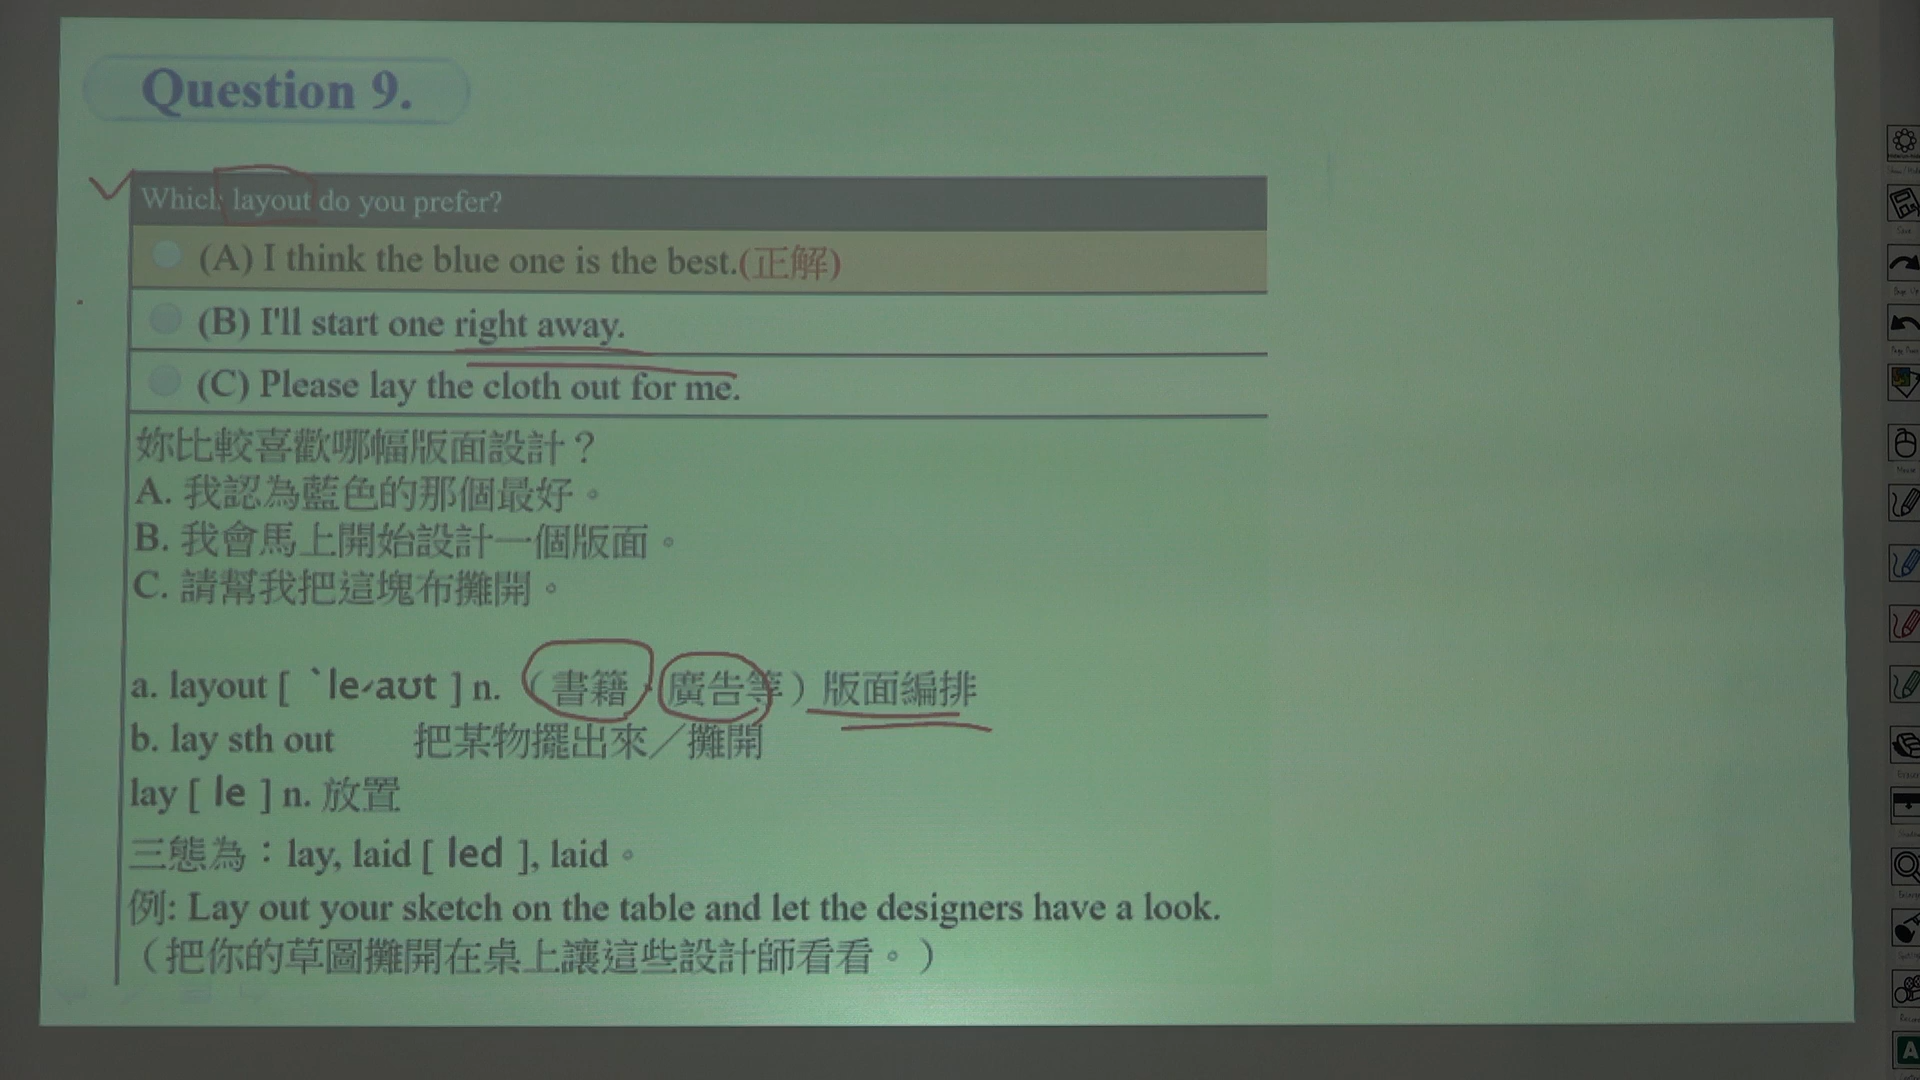 Question 9.
Which layout do you prefer?
(A) I think the blue one is the best.(正解)
(B) I'll start one right away.
(C) Please lay the cloth out for me.
妳比較喜歡哪幅版面設計？
A. 我認為藍色的那個最好。
B. 我會馬上開始設計一個版面。
C. 請幫我把這塊布攤開。
a. layout [ ˋle͵aʊt ] n. （書籍、廣告等）版面編排
b. lay sth out 把某物擺出來／攤開
lay [ le ] n. 放置
三態為：lay, laid [ led ], laid。
例: Lay out your sketch on the table and let the designers have a look.
（把你的草圖攤開在桌上讓這些設計師看看。）